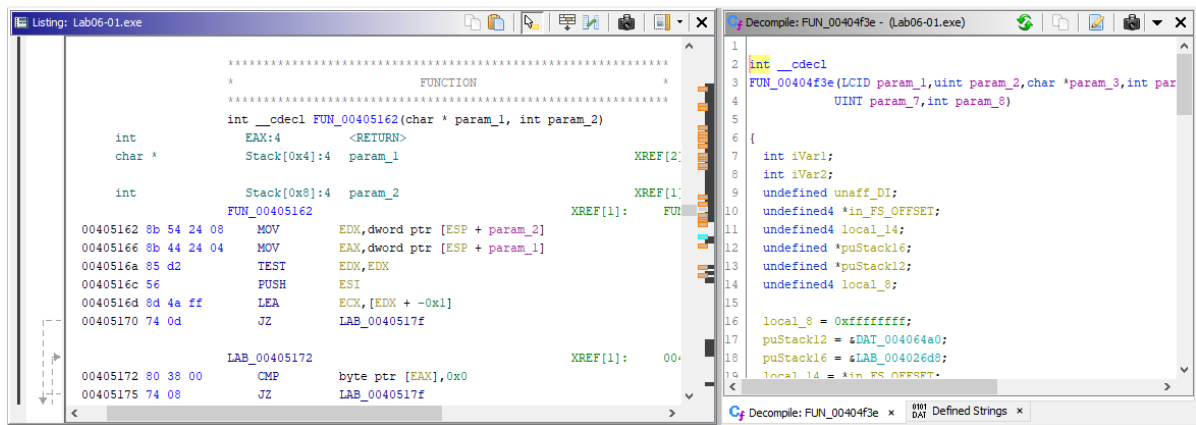 Listing: Lab06-01.exe
*************************************************************
* FUNCTION *
*************************************************************
int __cdecl FUN_00405162(char * param_1, int param_2)
int EAX:4 <RETURN>
char * Stack[0x4]:4 param_1 XREF[2]
int Stack[0x8]:4 param_2 XREF[1]
FUN_00405162 XREF[1]: FUN
00405162 8b 54 24 08 MOV EDX,dword ptr [ESP + param_2]
00405166 8b 44 24 04 MOV EAX,dword ptr [ESP + param_1]
0040516a 85 d2 TEST EDX,EDX
0040516c 56 PUSH ESI
0040516d 8d 4a ff LEA ECX,[EDX + -0x1]
00405170 74 0d JZ LAB_0040517f
LAB_00405172 XREF[1]: 004
00405172 80 38 00 CMP byte ptr [EAX],0x0
00405175 74 08 JZ LAB_0040517f
Decompile: FUN_00404f3e - (Lab06-01.exe)
1
2 int __cdecl
3 FUN_00404f3e(LCID param_1,uint param_2,char *param_3,int par
4 UINT param_7,int param_8)
5
6 {
7 int iVar1;
8 int iVar2;
9 undefined unaff_DI;
10 undefined4 *in_FS_OFFSET;
11 undefined4 local_14;
12 undefined *puStack16;
13 undefined *puStack12;
14 undefined4 local_8;
15
16 local_8 = 0xffffffff;
17 puStack12 = &DAT_004064a0;
18 puStack16 = &LAB_004026d8;
19 local_14 = *in_FS_OFFSET;
Decompile: FUN_00404f3e × Defined Strings ×